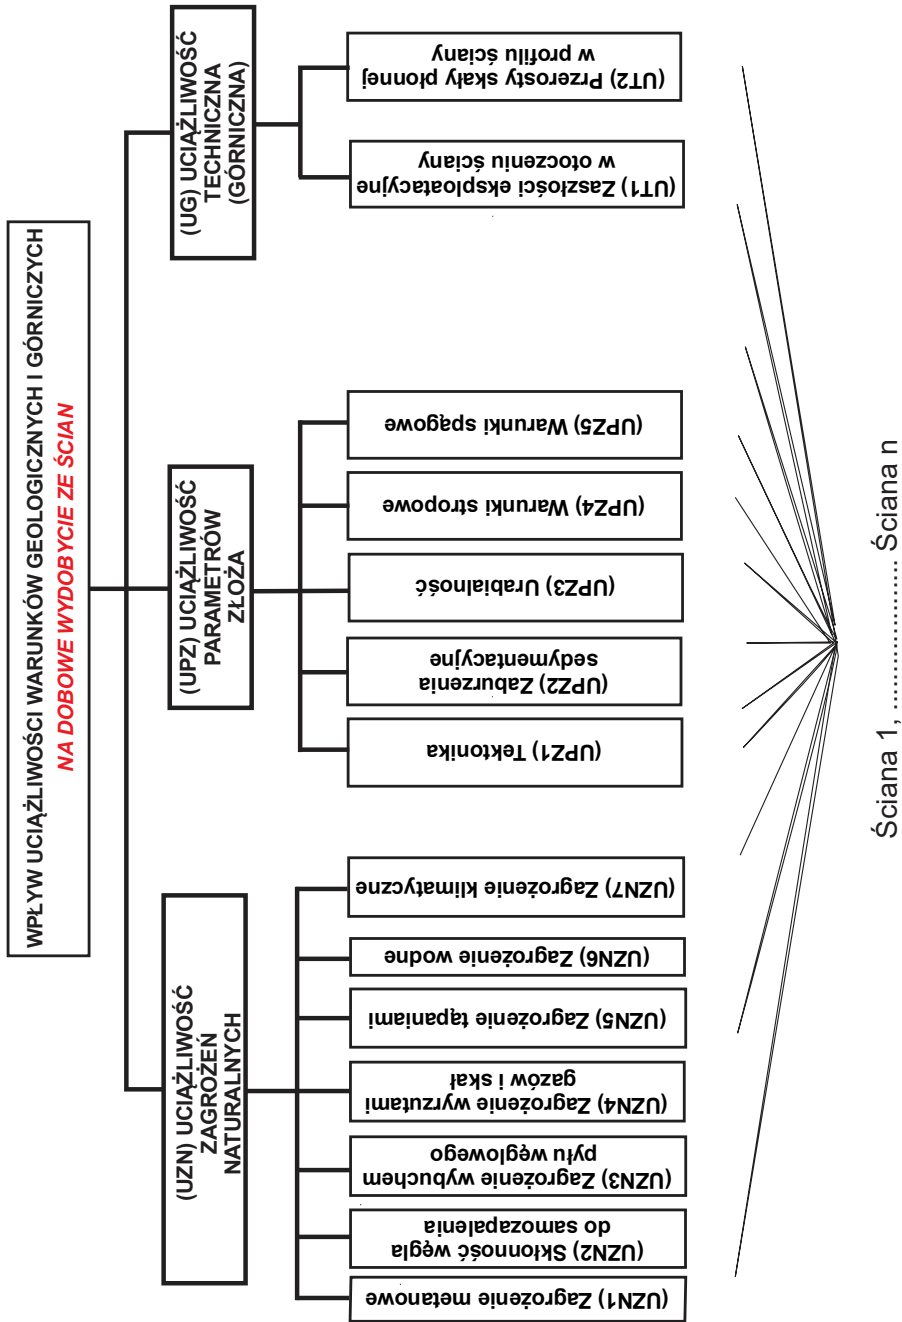 WPŁYW UCIĄŻLIWOŚCI WARUNKÓW GEOLOGICZNYCH I GÓRNICZYCH
NA DOBOWE WYDOBYCIE ZE ŚCIAN
(UZN) UCIĄŻLIWOŚĆ
ZAGROŻEŃ
NATURALNYCH
(UPZ) UCIĄŻLIWOŚĆ
PARAMETRÓW
ZŁOŻA
(UG) UCIĄŻLIWOŚĆ
TECHNICZNA
(GÓRNICZNA)
(UZN1) Zagrożenie metanowe
(UZN2) Skłonność węgla
do samozapalenia
(UZN3) Zagrożenie wybuchem
pyłu węglowego
(UZN4) Zagrożenie wyrzutami
gazów i skał
(UZN5) Zagrożenie tąpaniami
(UZN6) Zagrożenie wodne
(UZN7) Zagrożenie klimatyczne
(UPZ1) Tektonika
(UPZ2) Zaburzenia
sedymentacyjne
(UPZ3) Urabialność
(UPZ4) Warunki stropowe
(UPZ5) Warunki spągowe
(UT1) Zaszłości eksploatacyjne
w otoczeniu ściany
(UT2) Przerosty skały płonnej
w profilu ściany
Ściana 1, .................. Ściana n